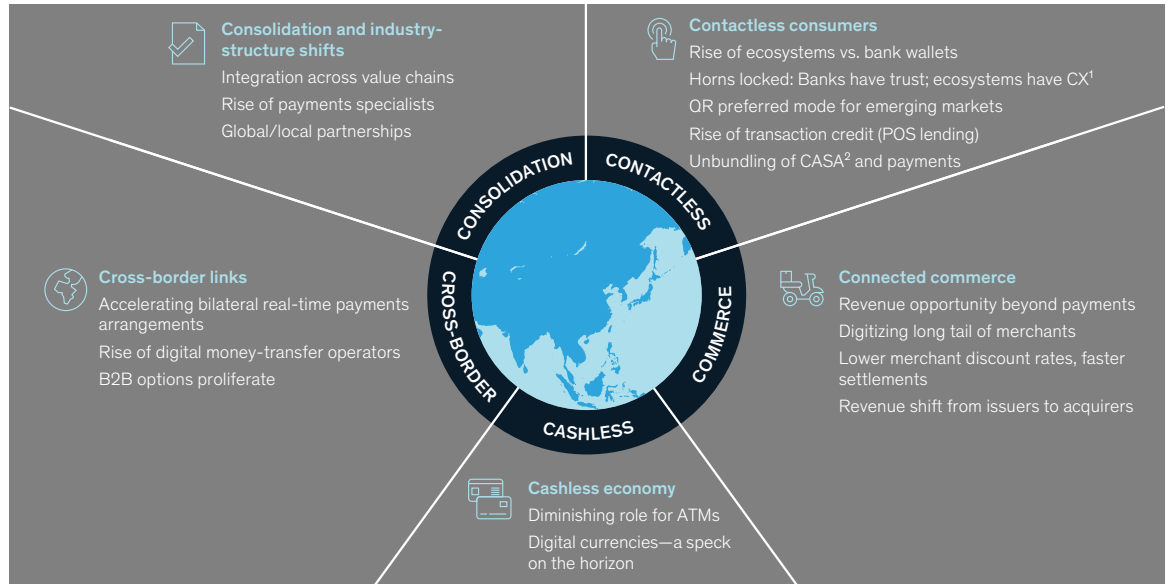 Consolidation and industry-
structure shifts
Integration across value chains
Rise of payments specialists
Global/local partnerships
Contactless consumers
Rise of ecosystems vs. bank wallets
Horns locked: Banks have trust; ecosystems have CX¹
QR preferred mode for emerging markets
Rise of transaction credit (POS lending)
Unbundling of CASA² and payments
CONSOLIDATION
CONTACTLESS
CROSS-BORDER
COMMERCE
CASHLESS
Cross-border links
Accelerating bilateral real-time payments
arrangements
Rise of digital money-transfer operators
B2B options proliferate
Connected commerce
Revenue opportunity beyond payments
Digitizing long tail of merchants
Lower merchant discount rates, faster
settlements
Revenue shift from issuers to acquirers
Cashless economy
Diminishing role for ATMs
Digital currencies—a speck
on the horizon